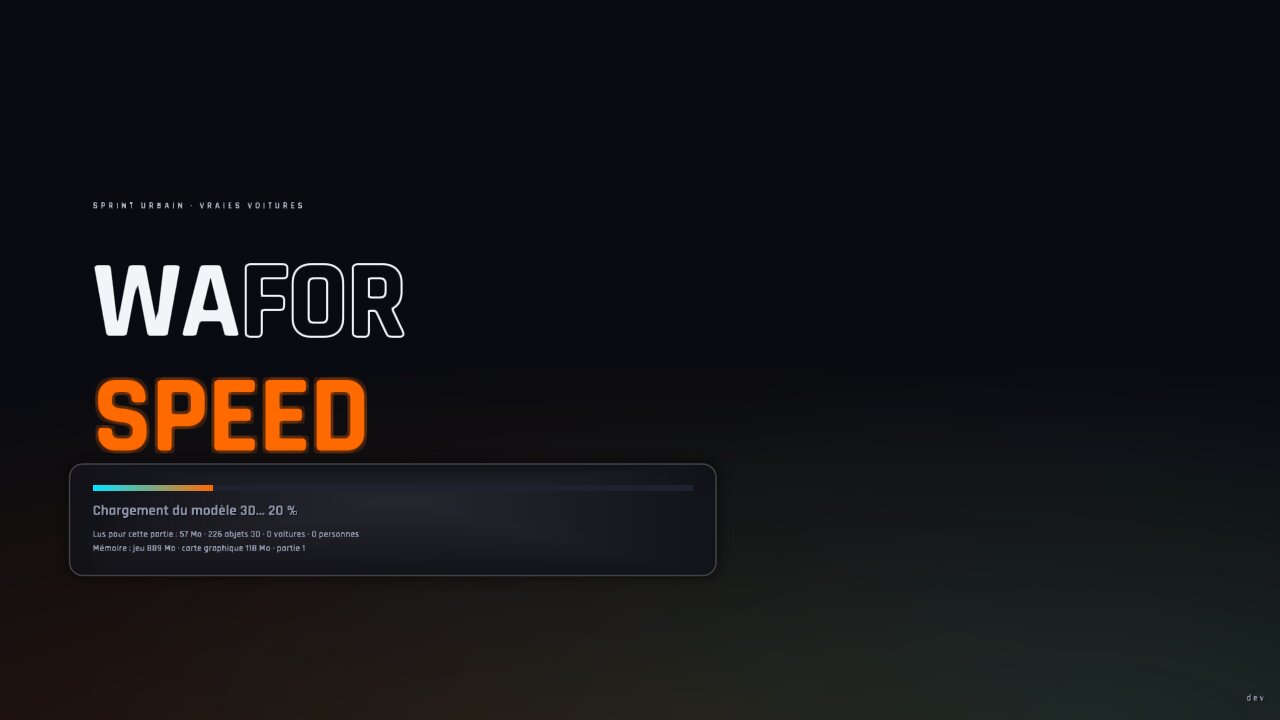 SPRINT URBAIN · VRAIES VOITURES
WAFOR
SPEED
Chargement du modèle 3D... 20 %
Lus pour cette partie : 57 Mo · 226 objets 3D · 0 voitures · 0 personnes
Mémoire : jeu 889 Mo · carte graphique 118 Mo · partie 1
dev